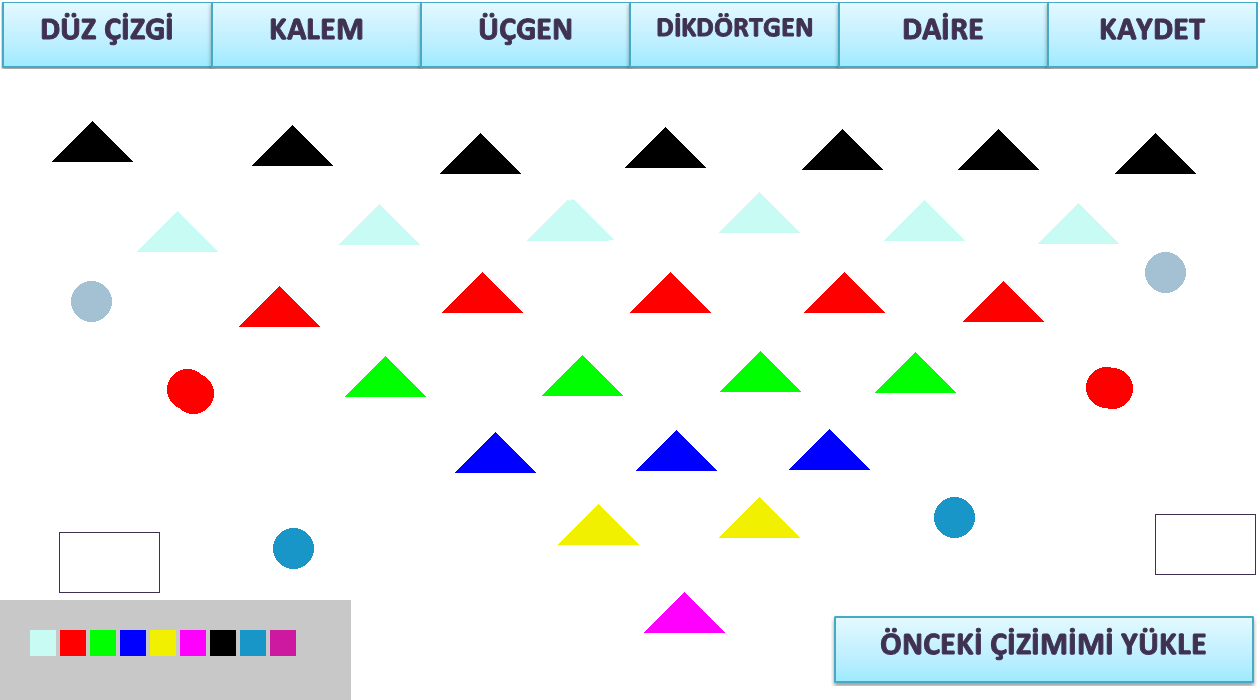 DÜZ ÇİZGİ
KALEM
ÜÇGEN
DİKDÖRTGEN
DAİRE
KAYDET
ÖNCEKİ ÇİZİMİMİ YÜKLE